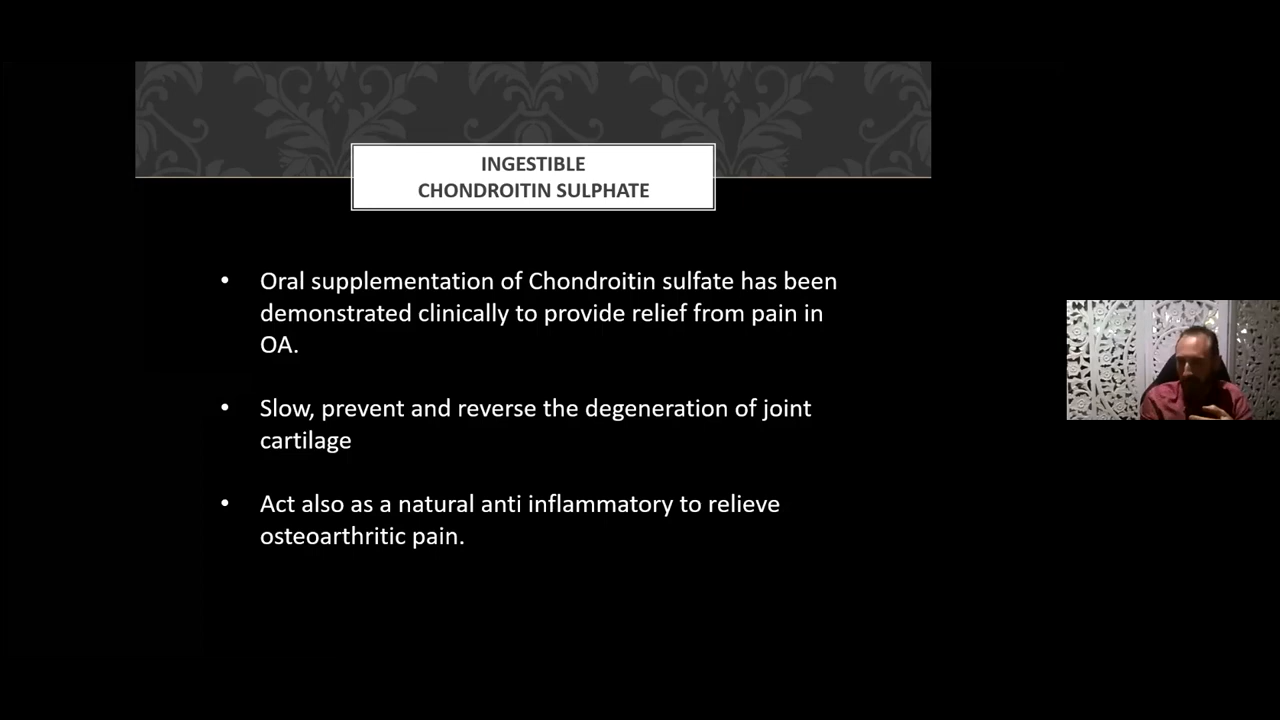 INGESTIBLE
CHONDROITIN SULPHATE
• Oral supplementation of Chondroitin sulfate has been
demonstrated clinically to provide relief from pain in
OA.
• Slow, prevent and reverse the degeneration of joint
cartilage
• Act also as a natural anti inflammatory to relieve
osteoarthritic pain.